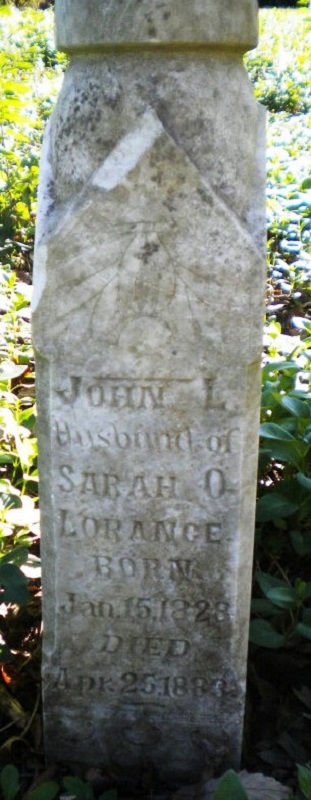 JOHN L.
Husband of
SARAH O.
LORANCE
BORN
Jan. 15, 1828
DIED
Apr. 25, 1883.